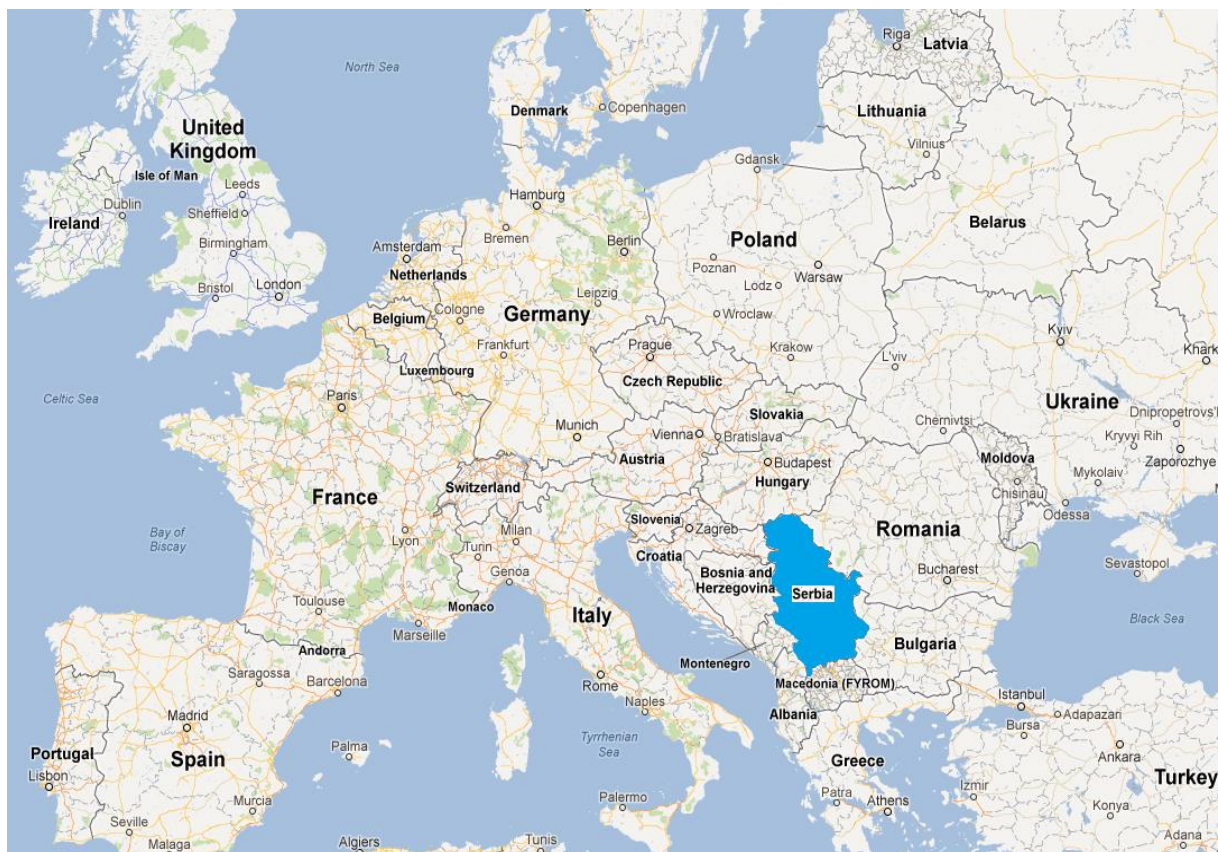 Riga
Latvia
North Sea
Denmark
Copenhagen
Lithuania
Vilnius
United
Kingdom
Isle of Man
Leeds
Dublin
Sheffield
Ireland
Birmingham
Bristol
London
Hamburg
Bremen
Gdansk
Amsterdam
Netherlands
Berlin
Belarus
Poland
Poznan
Warsaw
Lodz
Leipzig
Belgium
Cologne
Germany
Wroclaw
Frankfurt
Prague
Krakow
Kyiv
Khark
L'viv
Luxembourg
Czech Republic
Celtic Sea
Paris
Slovakia
Ukraine
Munich
Vienna
Bratislava
Chernivtsi
Dnipropetrovs'
Kryvyi Rih
Zaporozhye
Austria
Budapest
Hungary
Moldova
Chisinau
Mykolaiv
Odessa
France
Switzerland
Slovenia
Zagreb
Romania
Bay of
Biscay
Lyon
Milan
Turin
Genoa
Croatia
Bosnia and
Herzegovina
Serbia
Bucharest
Sevastopol
Toulouse
Monaco
Marseille
Italy
Black Sea
Andorra
Bulgaria
Montenegro
Saragossa
Barcelona
Rome
Macedonia (FYROM)
Naples
Istanbul
Adapazari
Bursa
Madrid
Albania
Portugal
Spain
Lisbon
Palma
Tyrrhenian
Sea
Greece
Ankara
Turkey
Izmir
Murcia
Palermo
Patra
Athens
Konya
Seville
Malaga
Algiers
Tunis
Adana